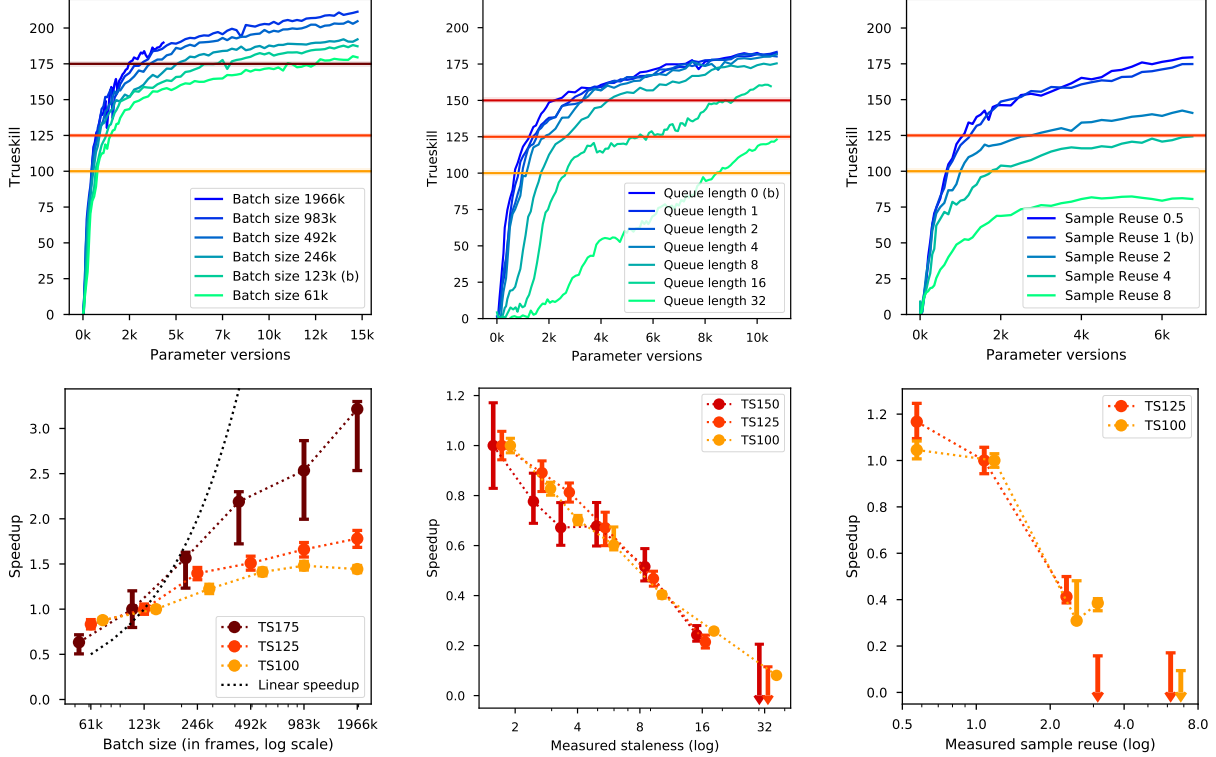 Trueskill
200
175
150
125
100
75
50
25
0
0k 2k 5k 7k 10k 12k 15k
Parameter versions
Batch size 1966k
Batch size 983k
Batch size 492k
Batch size 246k
Batch size 123k (b)
Batch size 61k
Trueskill
200
175
150
125
100
75
50
25
0
0k 2k 4k 6k 8k 10k
Parameter versions
Queue length 0 (b)
Queue length 1
Queue length 2
Queue length 4
Queue length 8
Queue length 16
Queue length 32
Trueskill
200
175
150
125
100
75
50
25
0
0k 2k 4k 6k
Parameter versions
Sample Reuse 0.5
Sample Reuse 1 (b)
Sample Reuse 2
Sample Reuse 4
Sample Reuse 8
Speedup
3.0
2.5
2.0
1.5
1.0
0.5
0.0
61k 123k 246k 492k 983k 1966k
Batch size (in frames, log scale)
TS175
TS125
TS100
Linear speedup
Speedup
1.2
1.0
0.8
0.6
0.4
0.2
0.0
2 4 8 16 32
Measured staleness (log)
TS150
TS125
TS100
Speedup
1.2
1.0
0.8
0.6
0.4
0.2
0.0
0.5 1.0 2.0 4.0 8.0
Measured sample reuse (log)
TS125
TS100